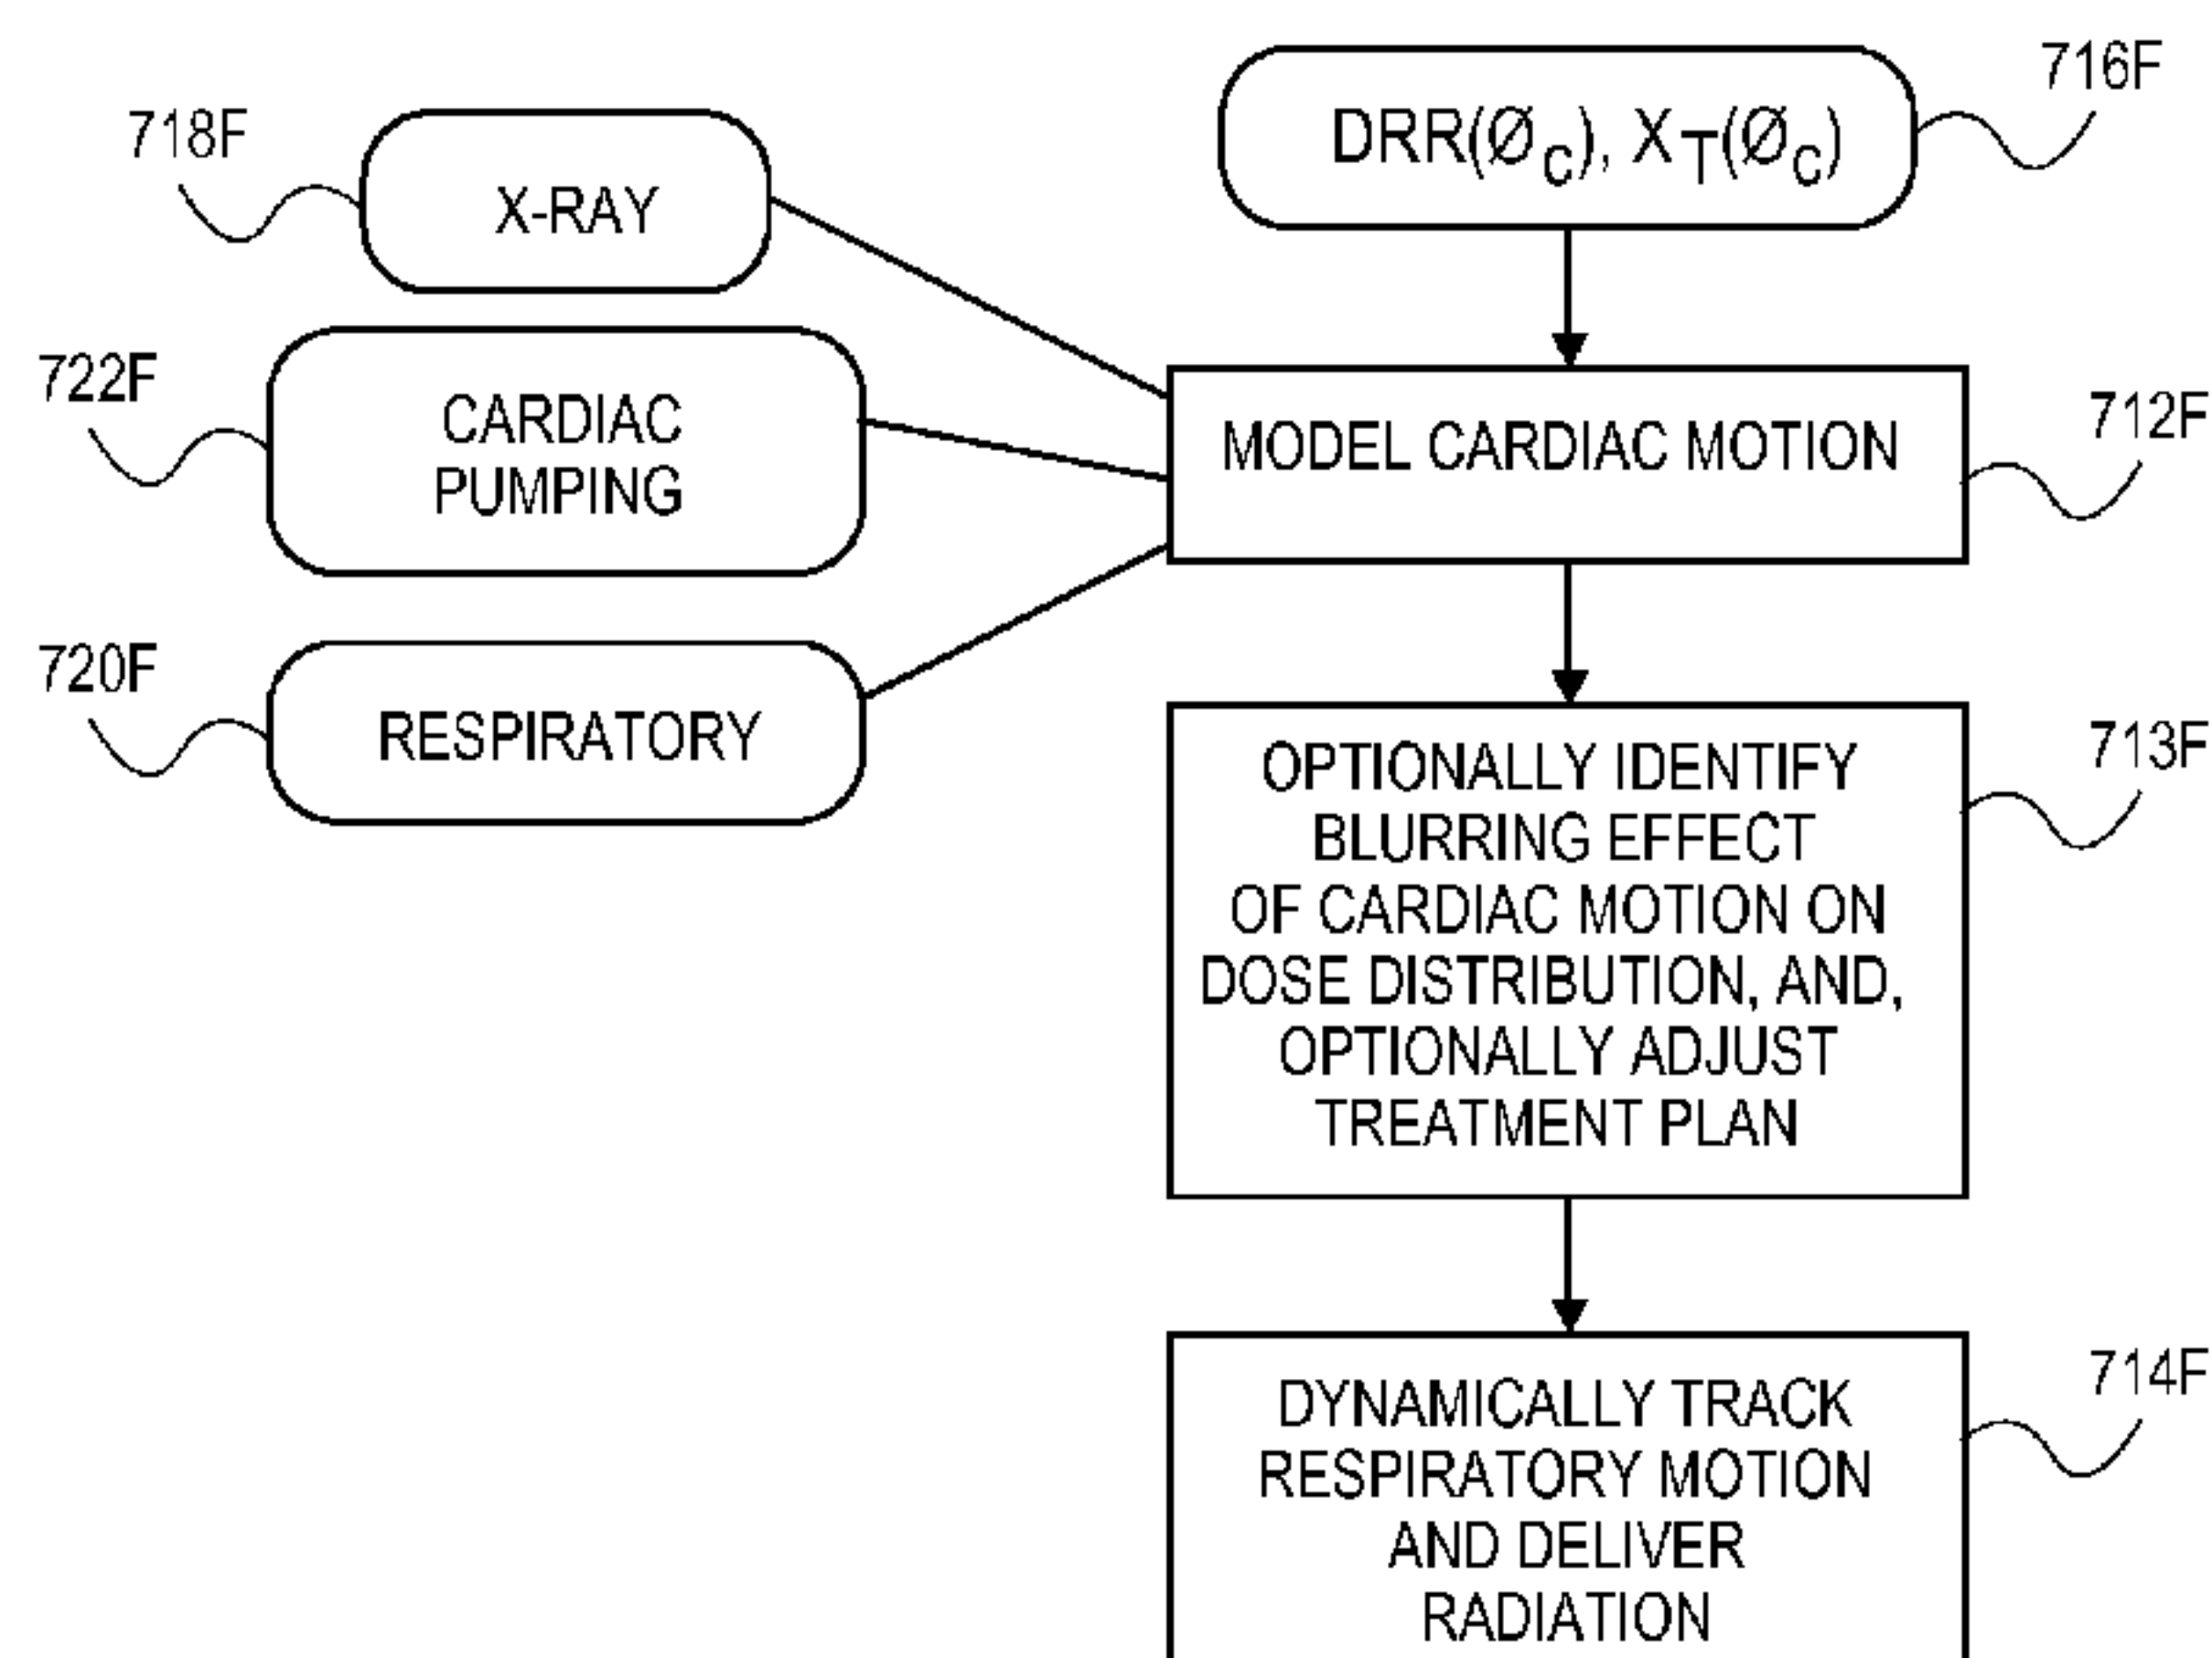 716F
DRR(Øc), XT(Øc)
718F
X-RAY
722F
CARDIAC
PUMPING
712F
MODEL CARDIAC MOTION
720F
RESPIRATORY
713F
OPTIONALLY IDENTIFY
BLURRING EFFECT
OF CARDIAC MOTION ON
DOSE DISTRIBUTION, AND,
OPTIONALLY ADJUST
TREATMENT PLAN
714F
DYNAMICALLY TRACK
RESPIRATORY MOTION
AND DELIVER
RADIATION